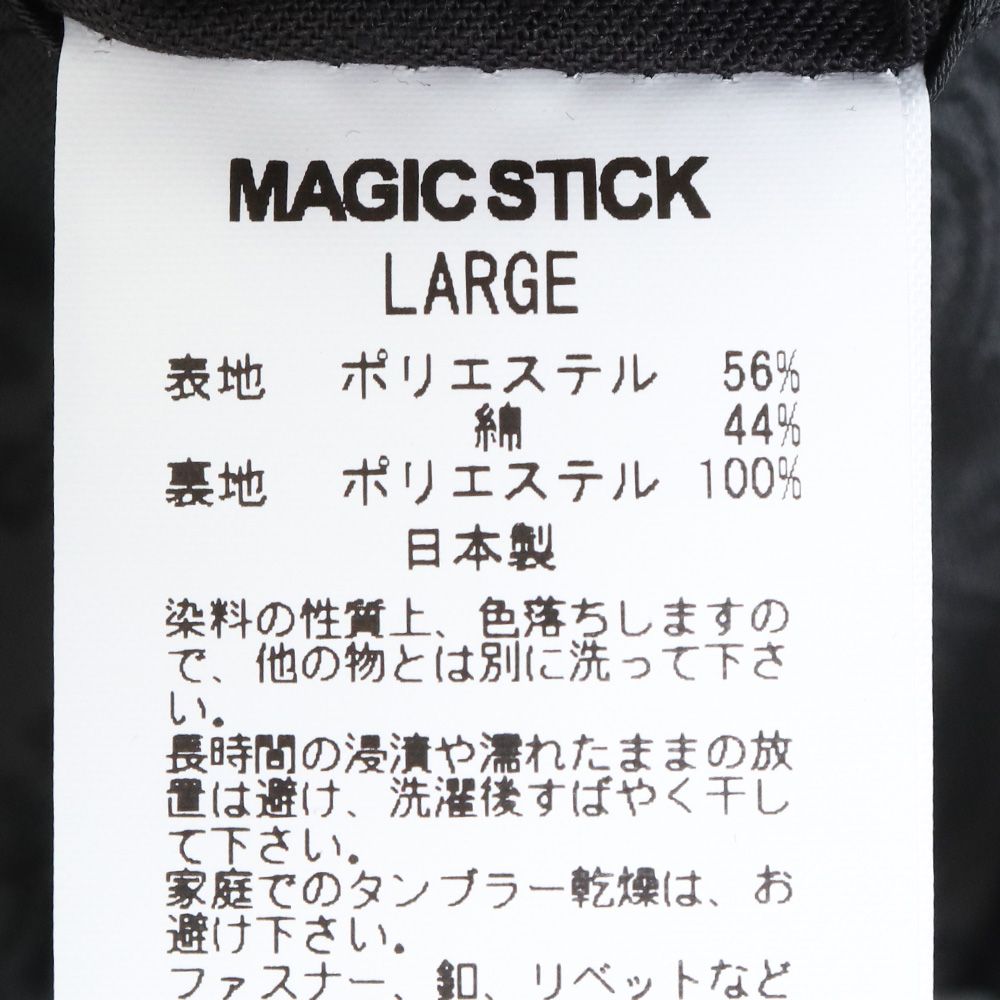 MAGIC STICK
LARGE
表地 ポリエステル 56%
綿 44%
裏地 ポリエステル 100%
日本製
染料の性質上、色落ちしますの
で、他の物とは別に洗って下さ
い。
長時間の浸漬や濡れたままの放
置は避け、洗濯後すばやく干し
て下さい。
家庭でのタンブラー乾燥は、お
避け下さい。
ファスナー、釦、リベットなど